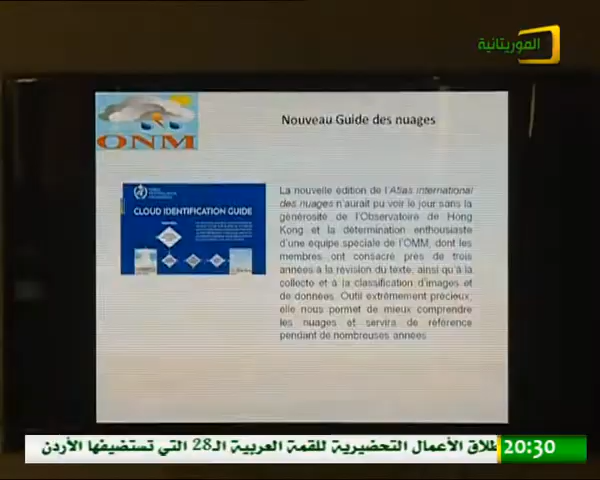 الموريتانية
ONM
Nouveau Guide des nuages
CLOUD IDENTIFICATION GUIDE
La nouvelle édition de l'Atlas international
des nuages n'aurait pu voir le jour sans la
générosité de l'Observatoire de Hong
Kong et la détermination enthousiaste
d'une équipe spéciale de l'OMM, dont les
membres ont consacré près de trois
années à la révision du texte, ainsi qu'à la
collecte et à la classification d'images et
de données. Outil extrêmement précieux,
elle nous permet de mieux comprendre
les nuages et servira de référence
pendant de nombreuses années
طلاق الأعمال التحضيرية للقمة العربية الـ28 التي تستضيفها الأردن
20:30